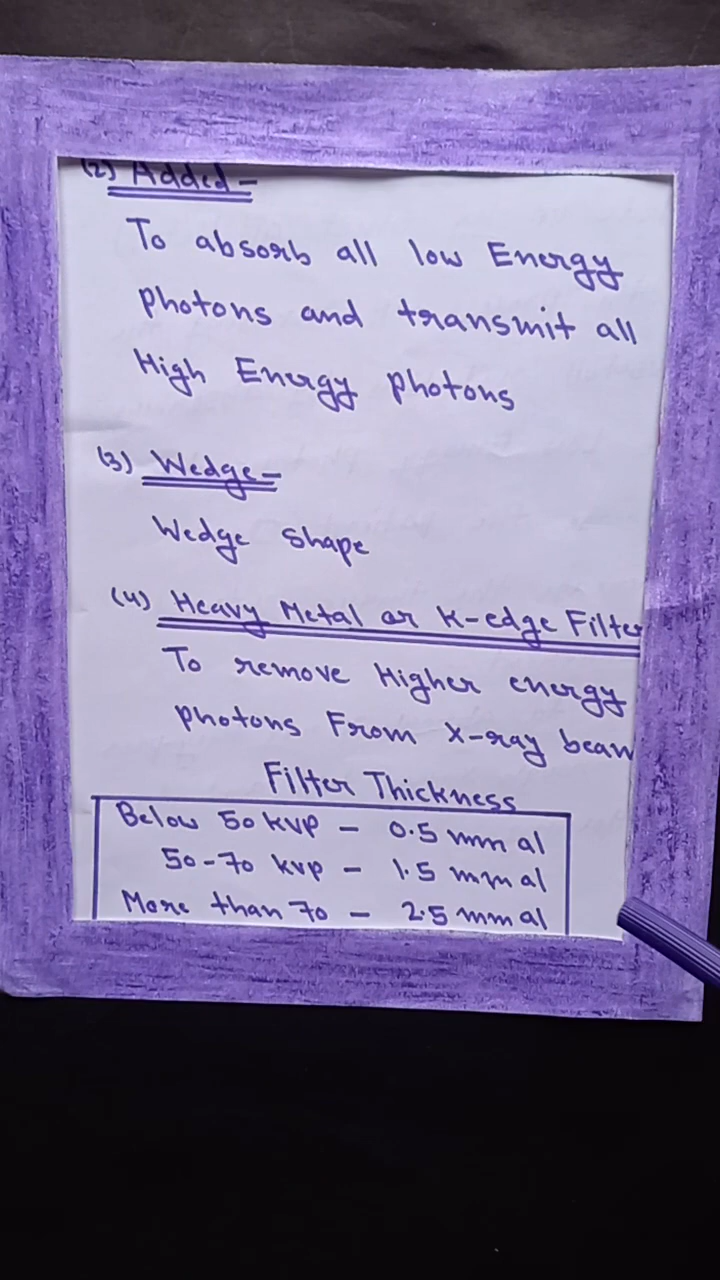 (2) Added-
To absorb all low Energy
photons and transmit all
High Energy photons
(3) Wedge-
Wedge shape
(4) Heavy Metal or K-edge Filter
To remove Higher energy
photons From x-ray beam
Filter Thickness
Below 50 kvp - 0.5 mm al
50-70 kvp - 1.5 mm al
More than 70 - 2.5 mm al